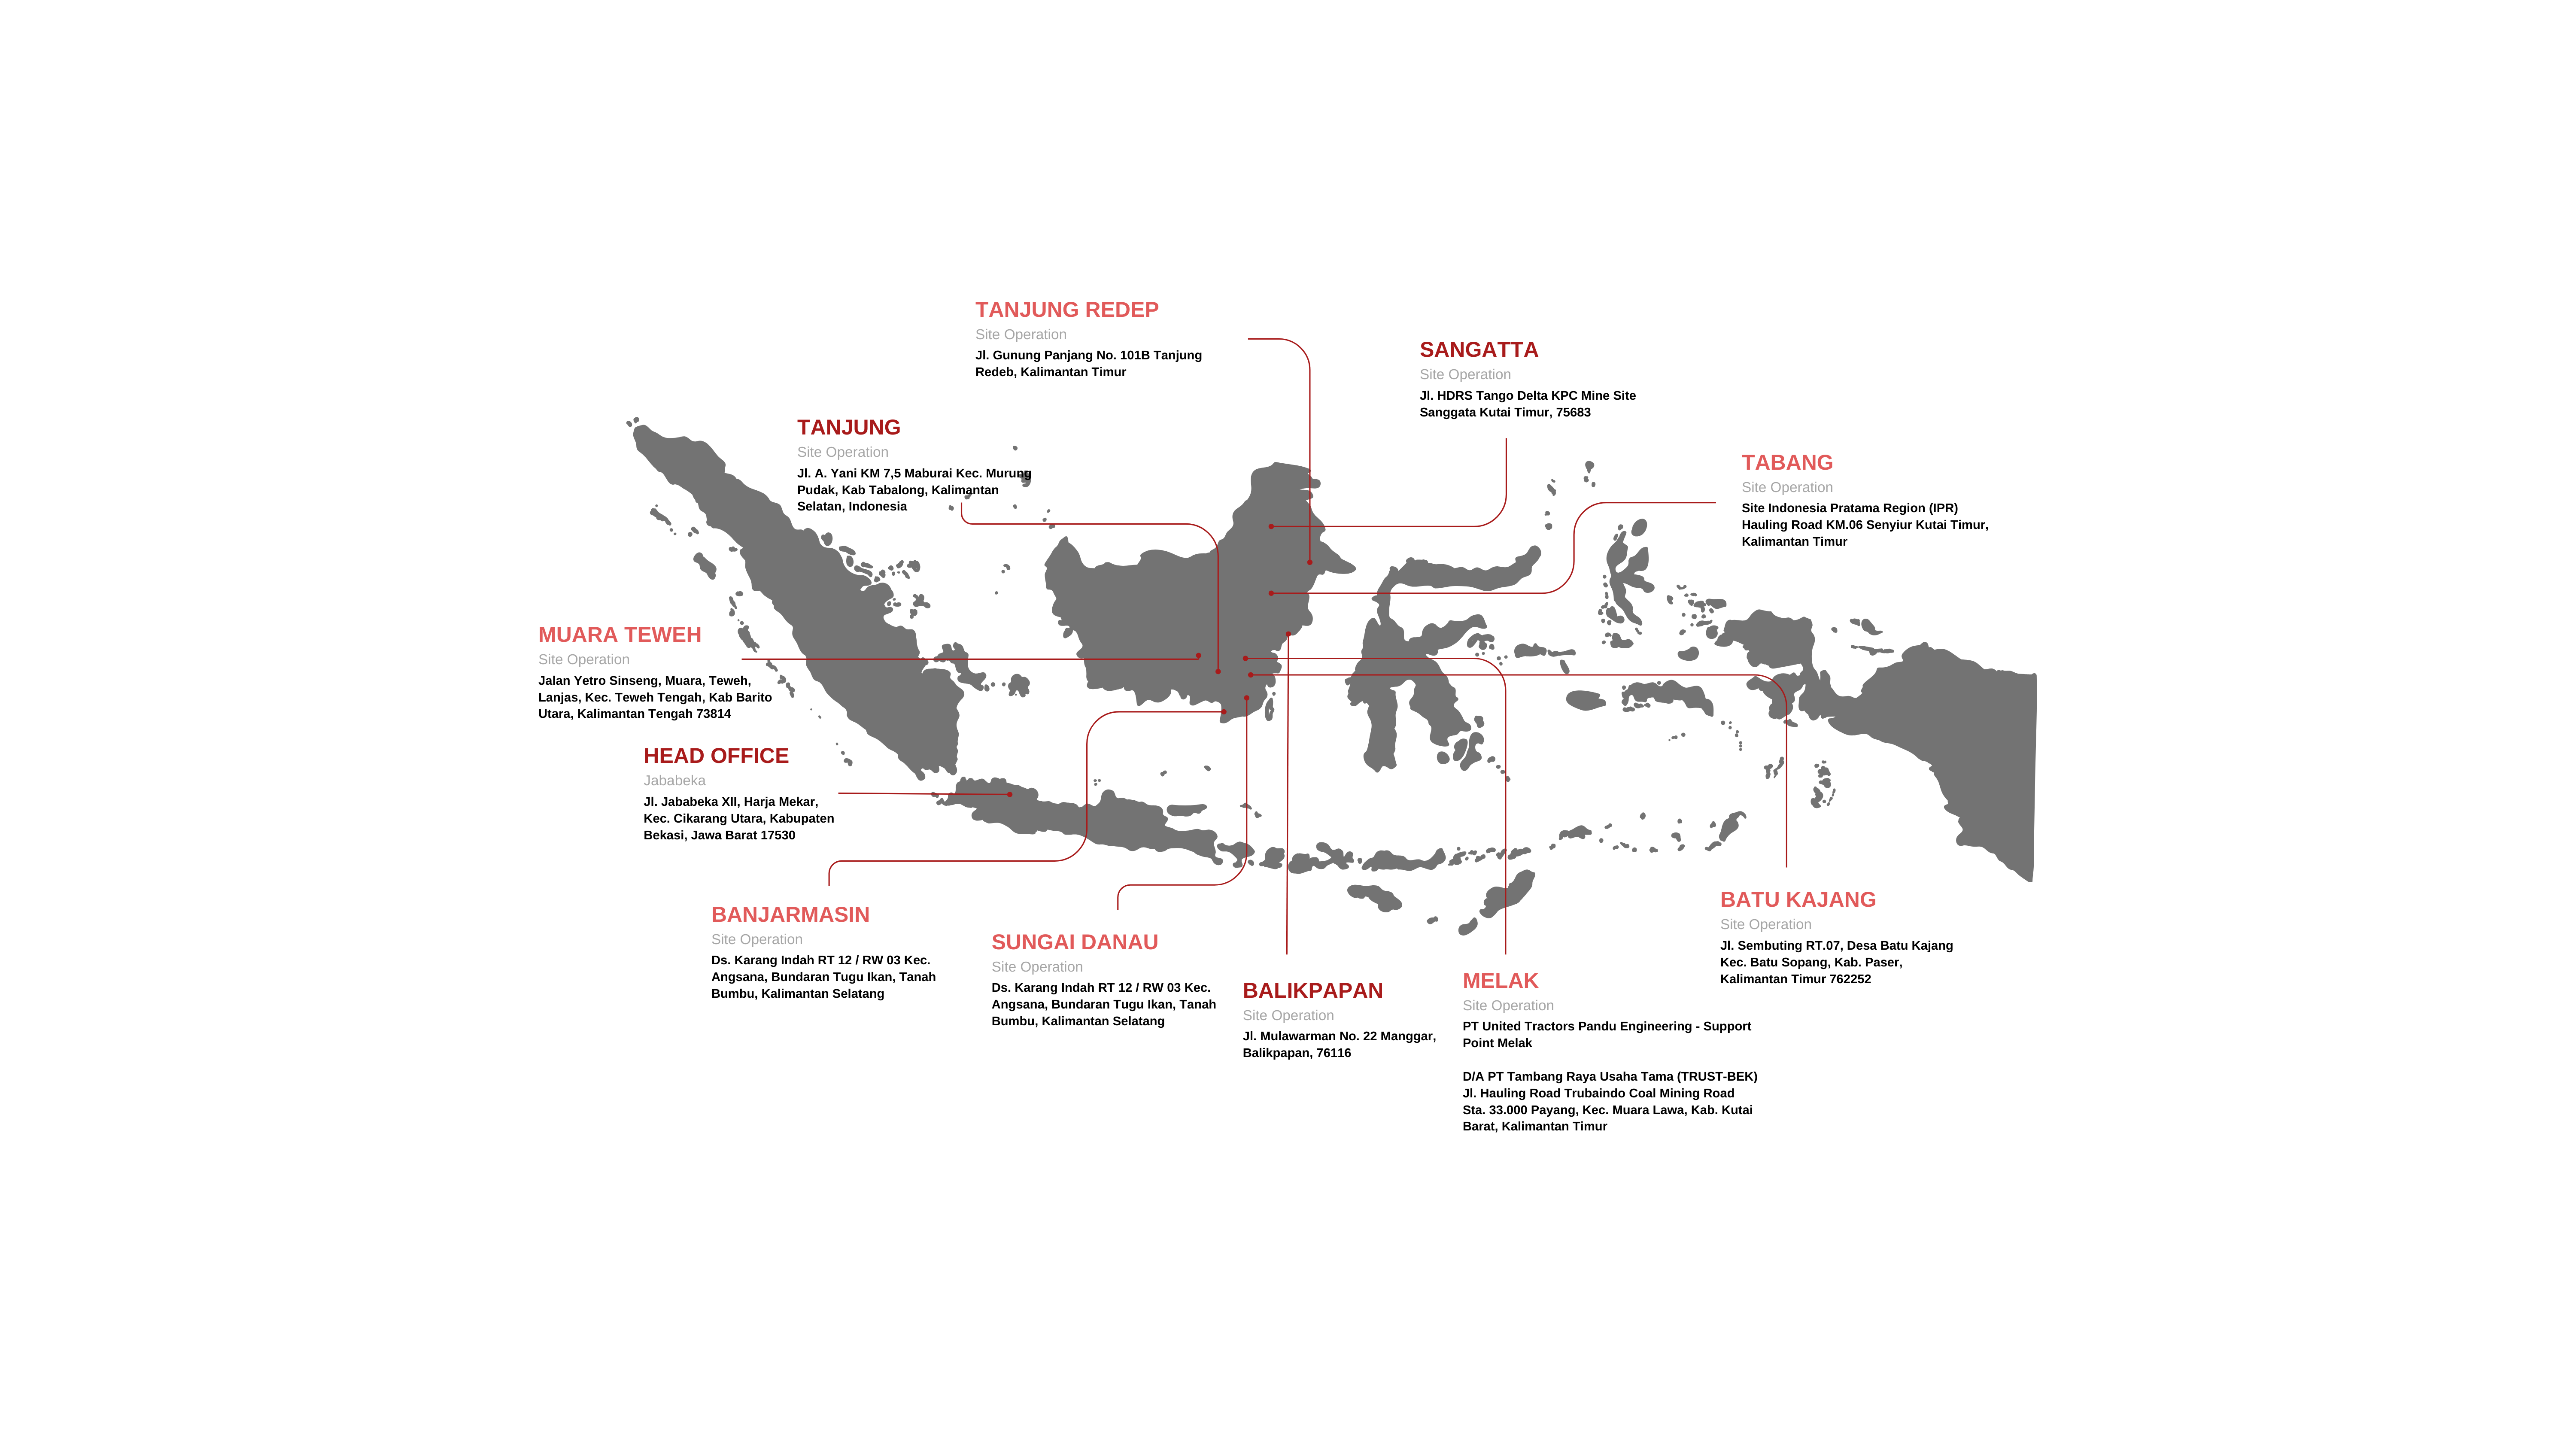 TANJUNG REDEP
Site Operation
Jl. Gunung Panjang No. 101B Tanjung
Redeb, Kalimantan Timur
SANGATTA
Site Operation
Jl. HDRS Tango Delta KPC Mine Site
Sanggata Kutai Timur, 75683
TANJUNG
Site Operation
Jl. A. Yani KM 7,5 Maburai Kec. Murung
Pudak, Kab Tabalong, Kalimantan
Selatan, Indonesia
TABANG
Site Operation
Site Indonesia Pratama Region (IPR)
Hauling Road KM.06 Senyiur Kutai Timur,
Kalimantan Timur
MUARA TEWEH
Site Operation
Jalan Yetro Sinseng, Muara, Teweh,
Lanjas, Kec. Teweh Tengah, Kab Barito
Utara, Kalimantan Tengah 73814
HEAD OFFICE
Jababeka
Jl. Jababeka XII, Harja Mekar,
Kec. Cikarang Utara, Kabupaten
Bekasi, Jawa Barat 17530
BANJARMASIN
Site Operation
Ds. Karang Indah RT 12 / RW 03 Kec.
Angsana, Bundaran Tugu Ikan, Tanah
Bumbu, Kalimantan Selatang
SUNGAI DANAU
Site Operation
Ds. Karang Indah RT 12 / RW 03 Kec.
Angsana, Bundaran Tugu Ikan, Tanah
Bumbu, Kalimantan Selatang
BALIKPAPAN
Site Operation
Jl. Mulawarman No. 22 Manggar,
Balikpapan, 76116
MELAK
Site Operation
PT United Tractors Pandu Engineering - Support
Point Melak
D/A PT Tambang Raya Usaha Tama (TRUST-BEK)
Jl. Hauling Road Trubaindo Coal Mining Road
Sta. 33.000 Payang, Kec. Muara Lawa, Kab. Kutai
Barat, Kalimantan Timur
BATU KAJANG
Site Operation
Jl. Sembuting RT.07, Desa Batu Kajang
Kec. Batu Sopang, Kab. Paser,
Kalimantan Timur 762252